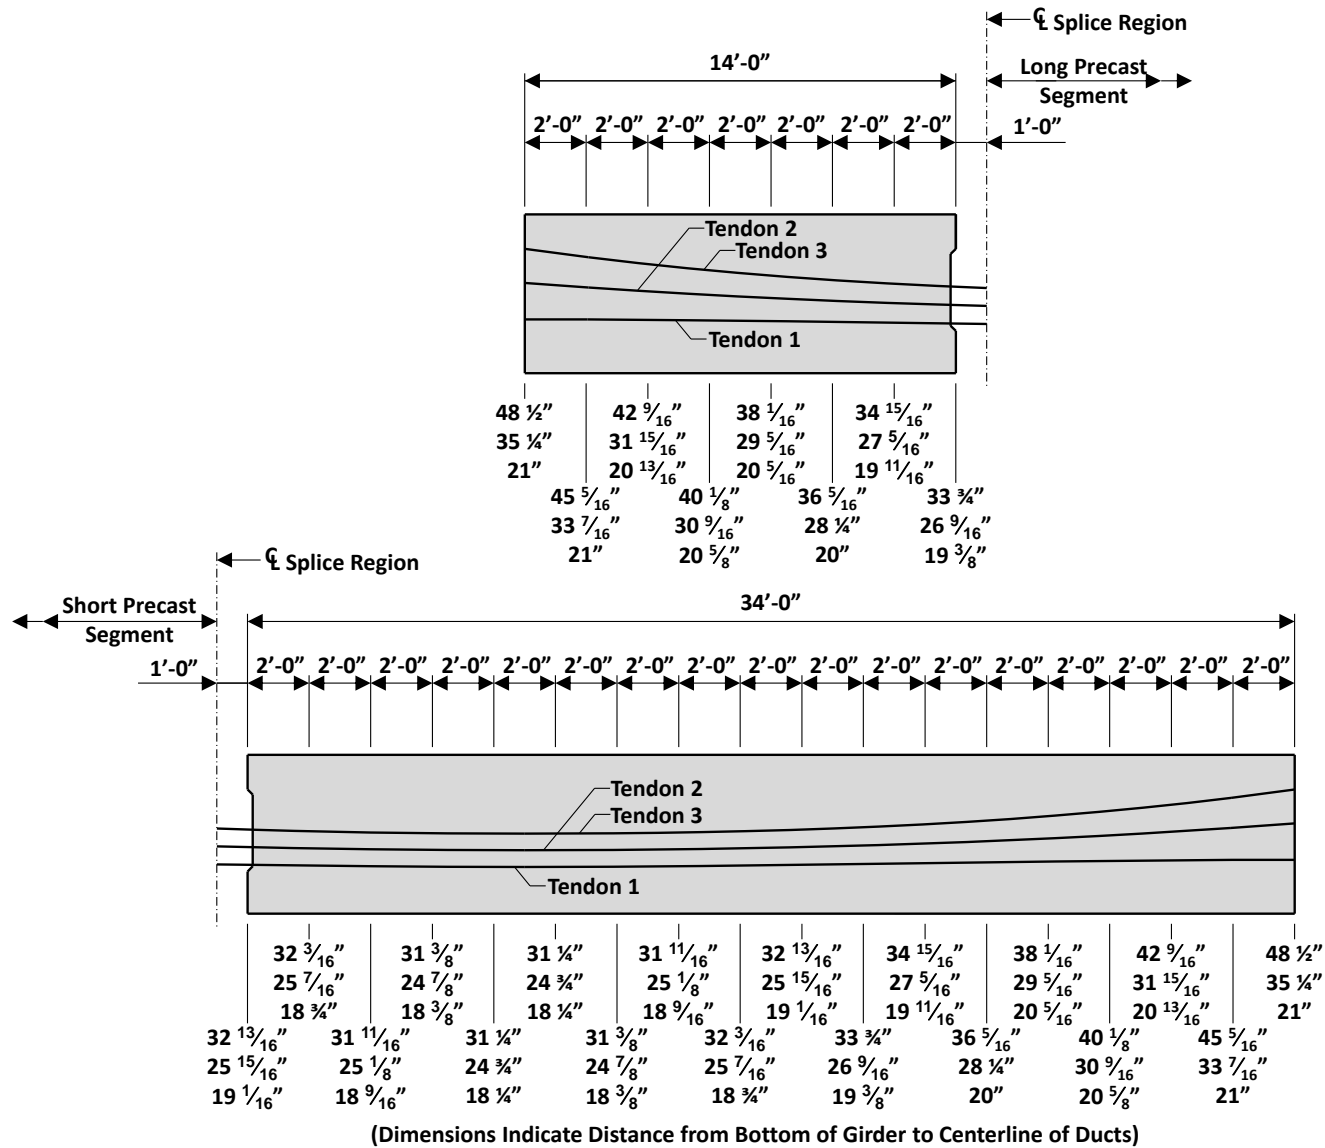 ℄ Splice Region
14’-0”
Long Precast
Segment
2’-0” 2’-0” 2’-0” 2’-0” 2’-0” 2’-0” 2’-0” 1’-0”
Tendon 2
Tendon 3
Tendon 1
48 ½” 42 9/16” 38 1/16” 34 15/16”
35 ¼” 31 15/16” 29 5/16” 27 5/16”
21” 20 13/16” 20 5/16” 19 11/16”
45 5/16” 40 1/8” 36 5/16” 33 ¾”
33 7/16” 30 9/16” 28 ¼” 26 9/16”
21” 20 5/8” 20” 19 3/8”
℄ Splice Region
Short Precast
Segment
34’-0”
1’-0” 2’-0” 2’-0” 2’-0” 2’-0” 2’-0” 2’-0” 2’-0” 2’-0” 2’-0” 2’-0” 2’-0” 2’-0” 2’-0” 2’-0” 2’-0” 2’-0” 2’-0”
Tendon 2
Tendon 3
Tendon 1
32 3/16” 31 3/8” 31 ¼” 31 11/16” 32 13/16” 34 15/16” 38 1/16” 42 9/16” 48 ½”
25 7/16” 24 7/8” 24 ¾” 25 1/8” 25 15/16” 27 5/16” 29 5/16” 31 15/16” 35 ¼”
18 ¾” 18 3/8” 18 ¼” 18 9/16” 19 1/16” 19 11/16” 20 5/16” 20 13/16” 21”
32 13/16” 31 11/16” 31 ¼” 31 3/8” 32 3/16” 33 ¾” 36 5/16” 40 1/8” 45 5/16”
25 15/16” 25 1/8” 24 ¾” 24 7/8” 25 7/16” 26 9/16” 28 ¼” 30 9/16” 33 7/16”
19 1/16” 18 9/16” 18 ¼” 18 3/8” 18 ¾” 19 3/8” 20” 20 5/8” 21”
(Dimensions Indicate Distance from Bottom of Girder to Centerline of Ducts)